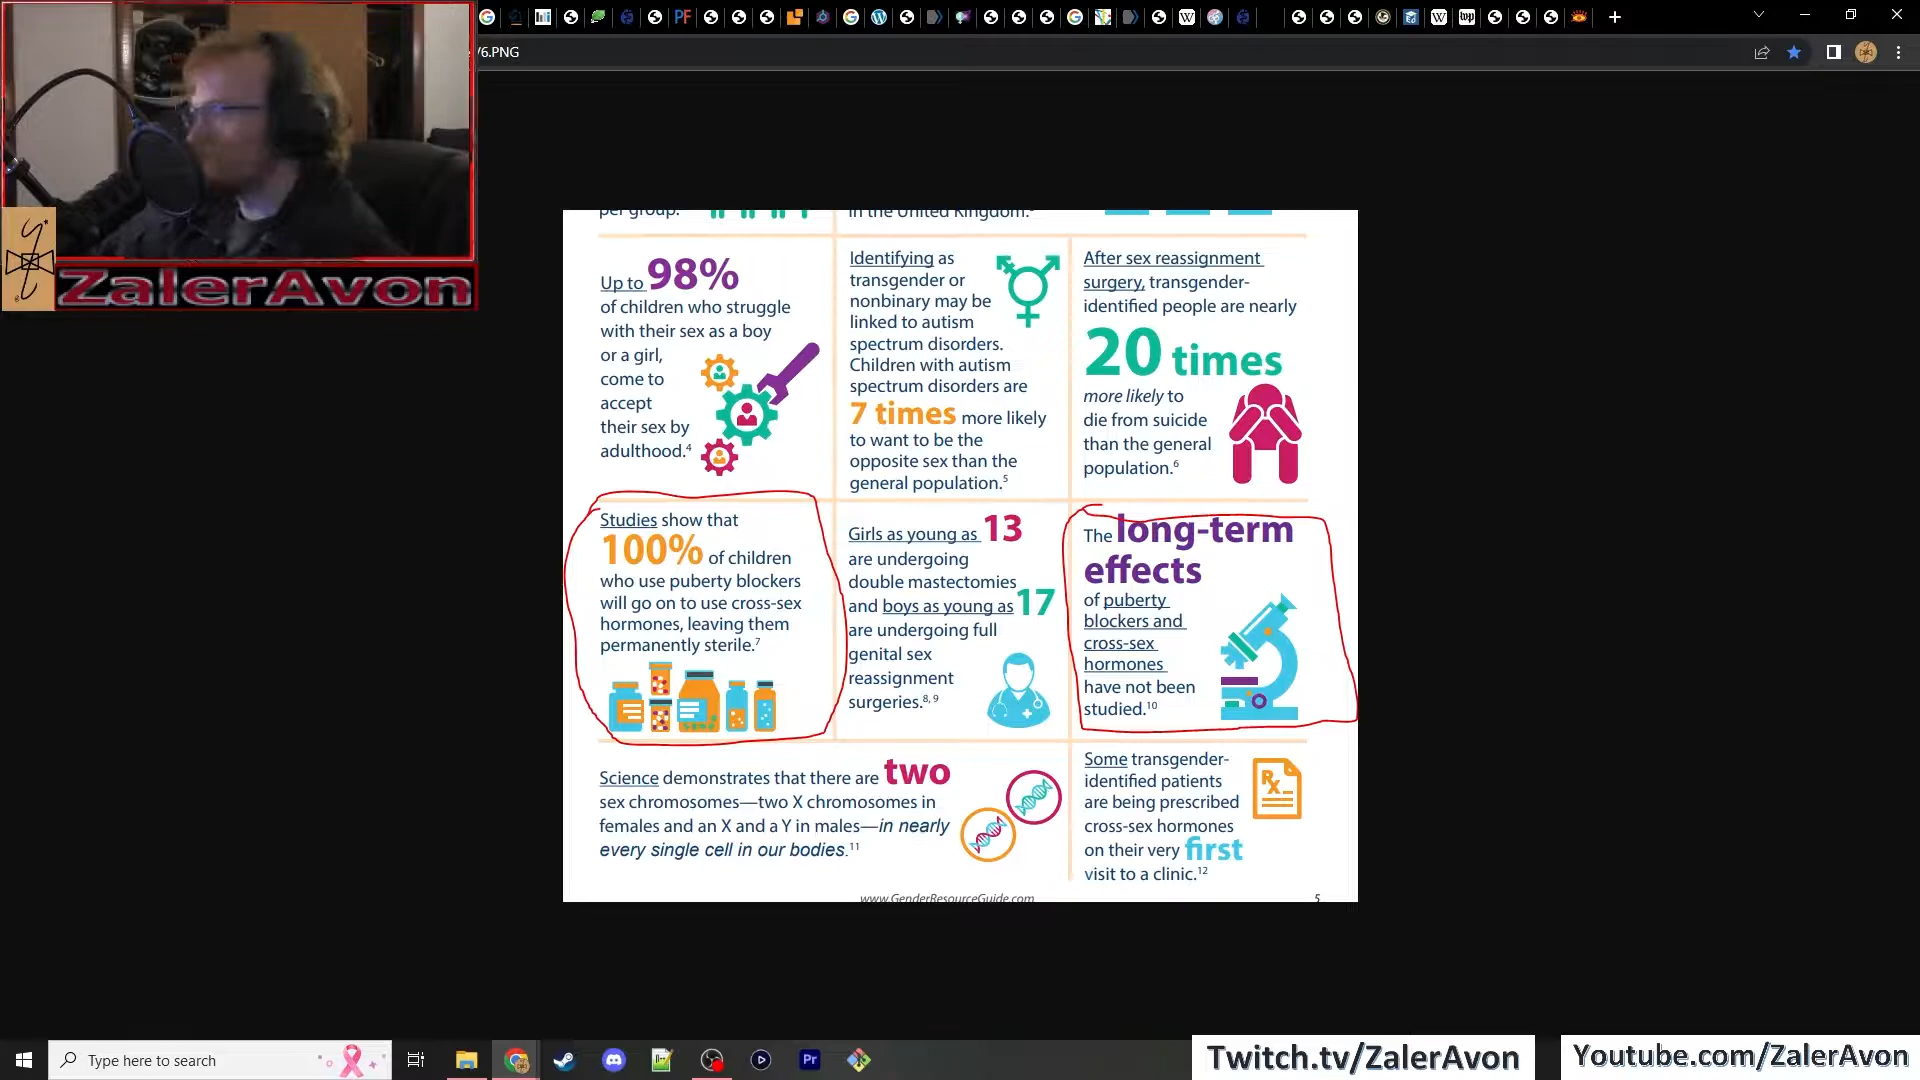 /6.PNG
ZalerAvon
in the United Kingdom.
Up to 98%
of children who struggle
with their sex as a boy
or a girl,
come to
accept
their sex by
adulthood.4
Identifying as
transgender or
nonbinary may be
linked to autism
spectrum disorders.
Children with autism
spectrum disorders are
7 times more likely
to want to be the
opposite sex than the
general population.5
After sex reassignment
surgery, transgender-
identified people are nearly
20 times
more likely to
die from suicide
than the general
population.6
Studies show that
100% of children
who use puberty blockers
will go on to use cross-sex
hormones, leaving them
permanently sterile.7
Girls as young as 13
are undergoing
double mastectomies
and boys as young as 17
are undergoing full
genital sex
reassignment
surgeries.8, 9
The long-term
effects
of puberty
blockers and
cross-sex
hormones
have not been
studied.10
Science demonstrates that there are two
sex chromosomes—two X chromosomes in
females and an X and a Y in males—in nearly
every single cell in our bodies.11
Some transgender-
identified patients
are being prescribed
cross-sex hormones
on their very first
visit to a clinic.12
Rx
www.GenderResourceGuide.com
5
Type here to search
Pr
Twitch.tv/ZalerAvon
Youtube.com/ZalerAvon